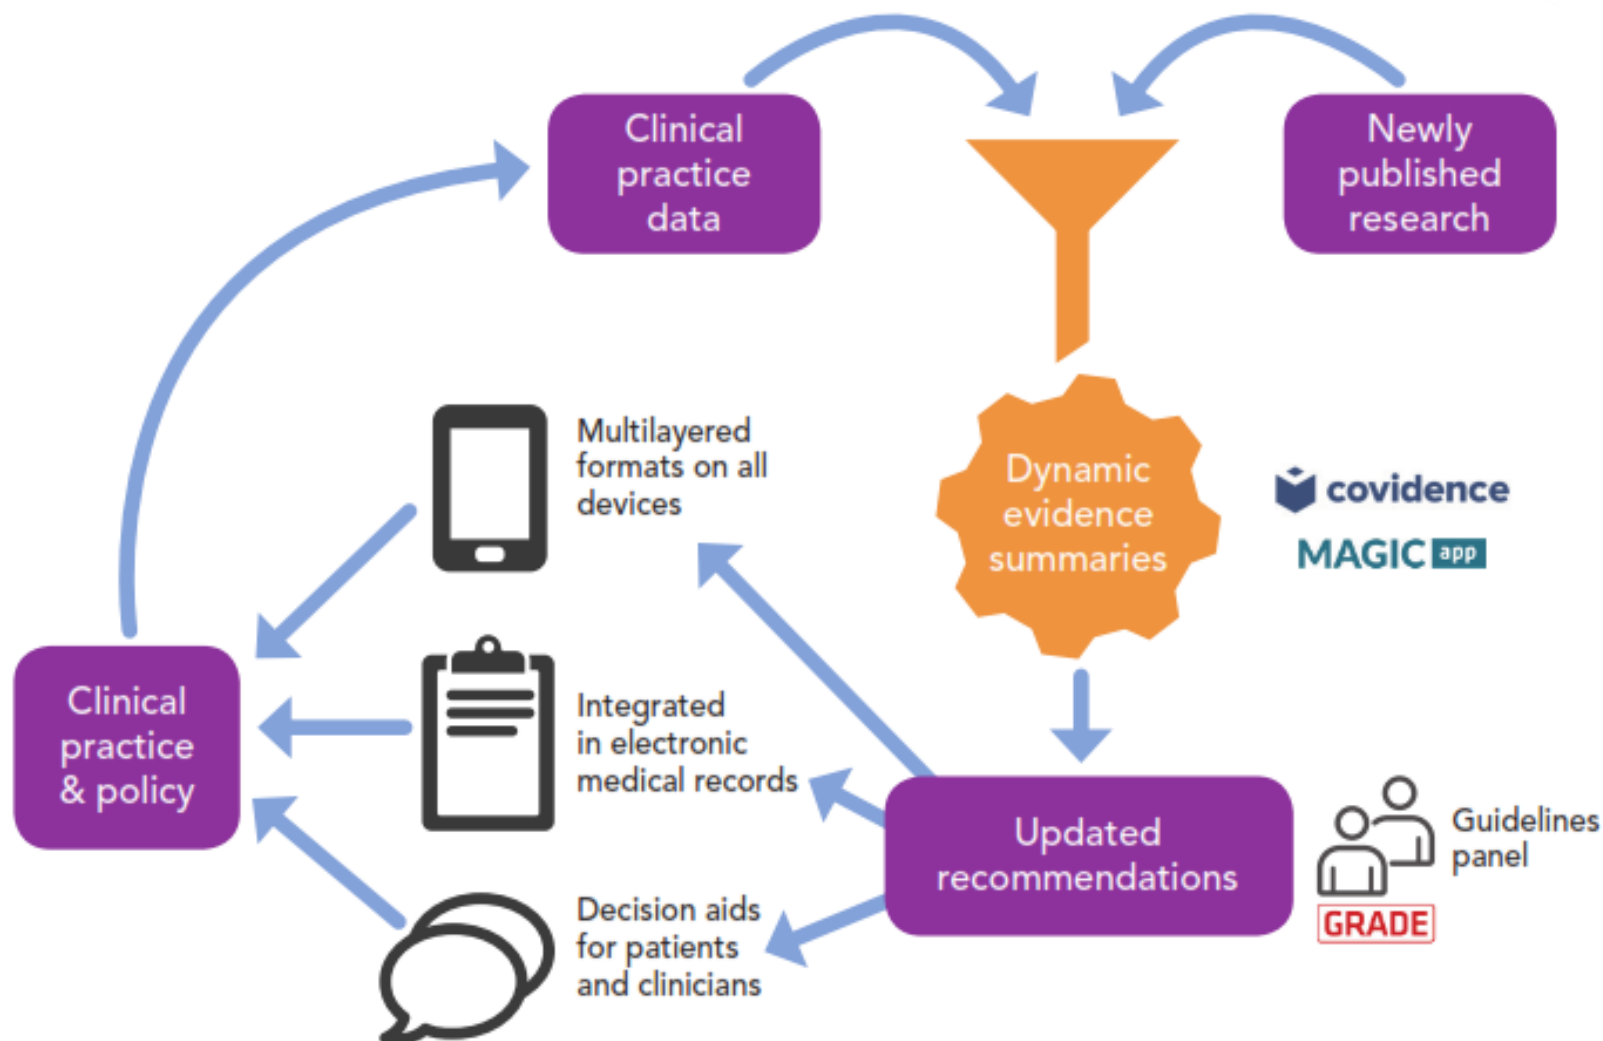 Clinical
practice
data
Newly
published
research
Multilayered
formats on all
devices
Dynamic
evidence
summaries
covidence
MAGIC app
Clinical
practice
& policy
Integrated
in electronic
medical records
Updated
recommendations
Guidelines
panel
GRADE
Decision aids
for patients
and clinicians